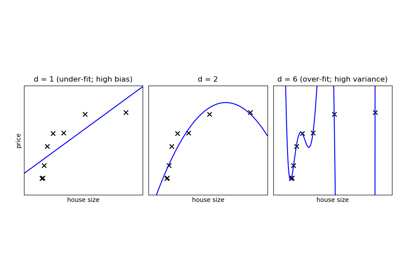 d = 1 (under-fit; high bias)
d = 2
d = 6 (over-fit; high variance)
price
house size
house size
house size